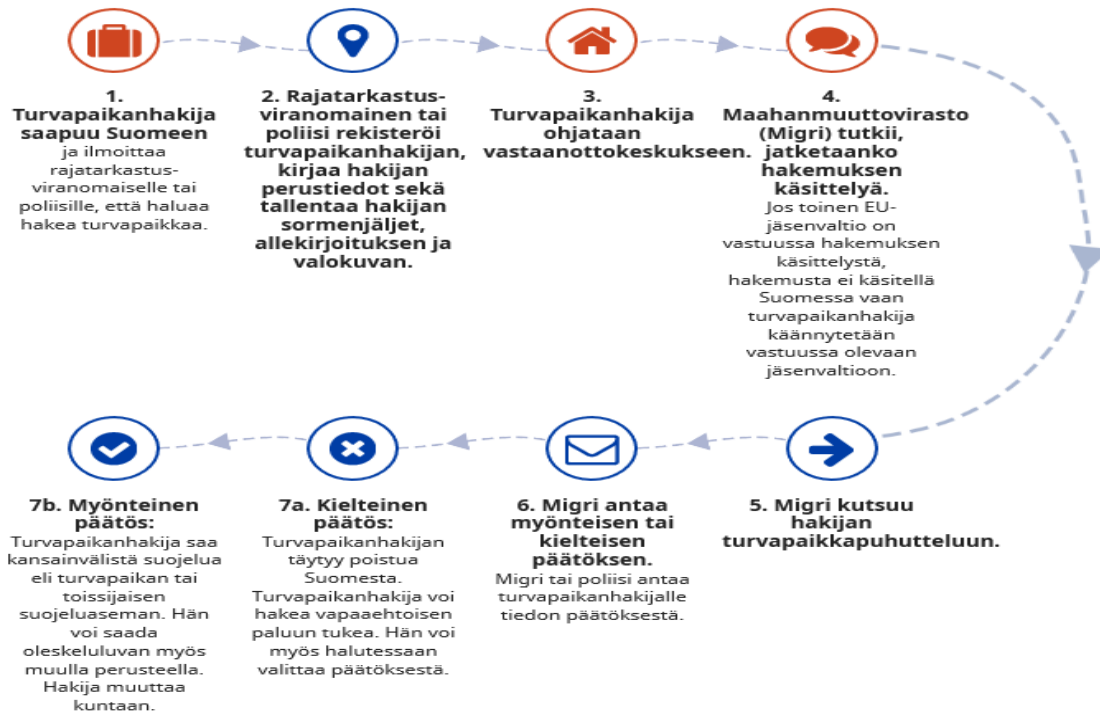 1.
Turvapaikanhakija
saapuu Suomeen
ja ilmoittaa
rajatarkastus-
viranomaiselle tai
poliisille, että haluaa
hakea turvapaikkaa.
2. Rajatarkastus-
viranomainen tai
poliisi rekisteröi
turvapaikanhakijan,
kirjaa hakijan
perustiedot sekä
tallentaa hakijan
sormenjäljet,
allekirjoituksen ja
valokuvan.
3.
Turvapaikanhakija
ohjataan
vastaanottokeskukseen.
4.
Maahanmuuttovirasto
(Migri) tutkii,
jatketaanko
hakemuksen
käsittelyä.
Jos toinen EU-
jäsenvaltio on
vastuussa hakemuksen
käsittelystä,
hakemusta ei käsitellä
Suomessa vaan
turvapaikanhakija
käännytetään
vastuussa olevaan
jäsenvaltioon.
5. Migri kutsuu
hakijan
turvapaikkapuhutteluun.
6. Migri antaa
myönteisen tai
kielteisen
päätöksen.
Migri tai poliisi antaa
turvapaikanhakijalle
tiedon päätöksestä.
7a. Kielteinen
päätös:
Turvapaikanhakijan
täytyy poistua
Suomesta.
Turvapaikanhakija voi
hakea vapaaehtoisen
paluun tukea. Hän voi
myös halutessaan
valittaa päätöksestä.
7b. Myönteinen
päätös:
Turvapaikanhakija saa
kansainvälistä suojelua
eli turvapaikan tai
toissijaisen
suojeluaseman. Hän
voi saada
oleskeluluvan myös
muulla perusteella.
Hakija muuttaa
kuntaan.